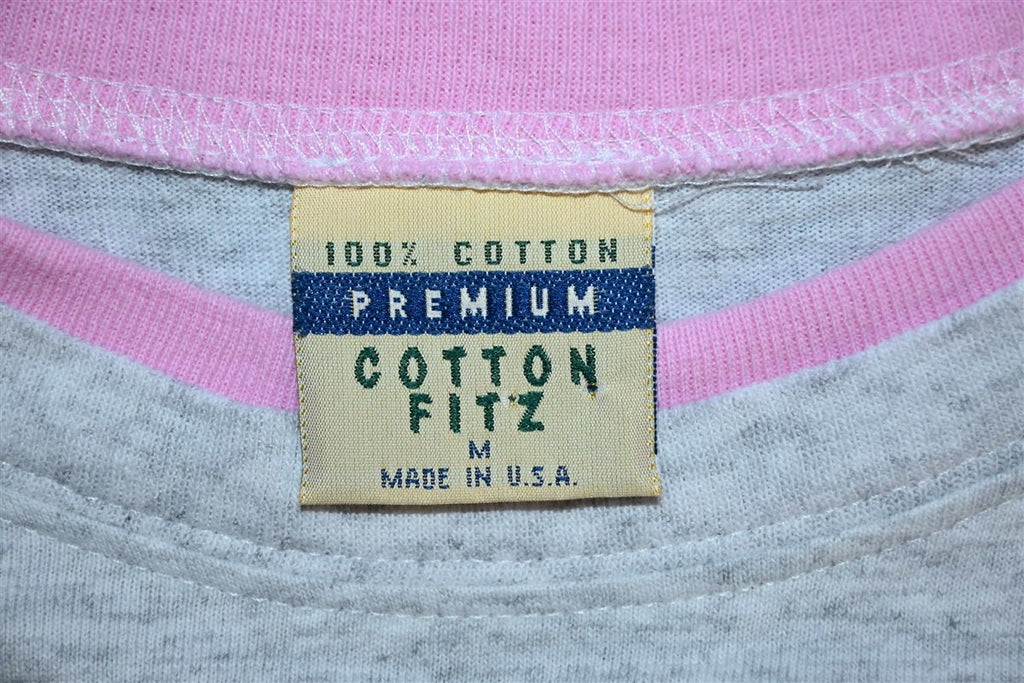 100% COTTON
PREMIUM
COTTON
FITZ
M
MADE IN U.S.A.